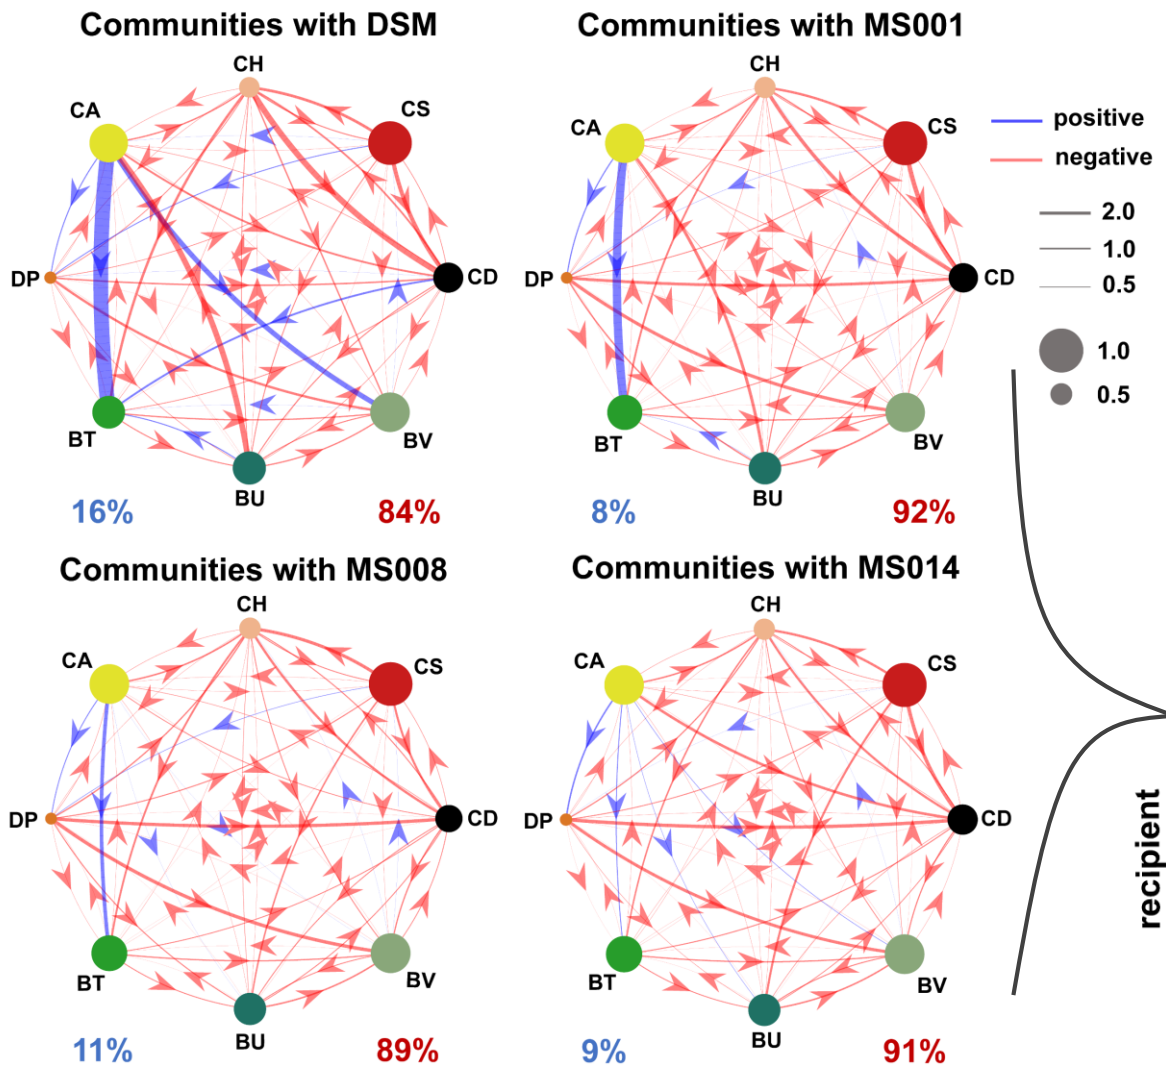 Communities with DSM
CH
CA
CS
DP
CD
BT
BV
BU
16%
84%
Communities with MS001
CH
CA
CS
DP
CD
BT
BV
BU
8%
92%
positive
negative
2.0
1.0
0.5
1.0
0.5
Communities with MS008
CH
CA
CS
DP
CD
BT
BV
BU
11%
89%
Communities with MS014
CH
CA
CS
DP
CD
BT
BV
BU
9%
91%
recipient